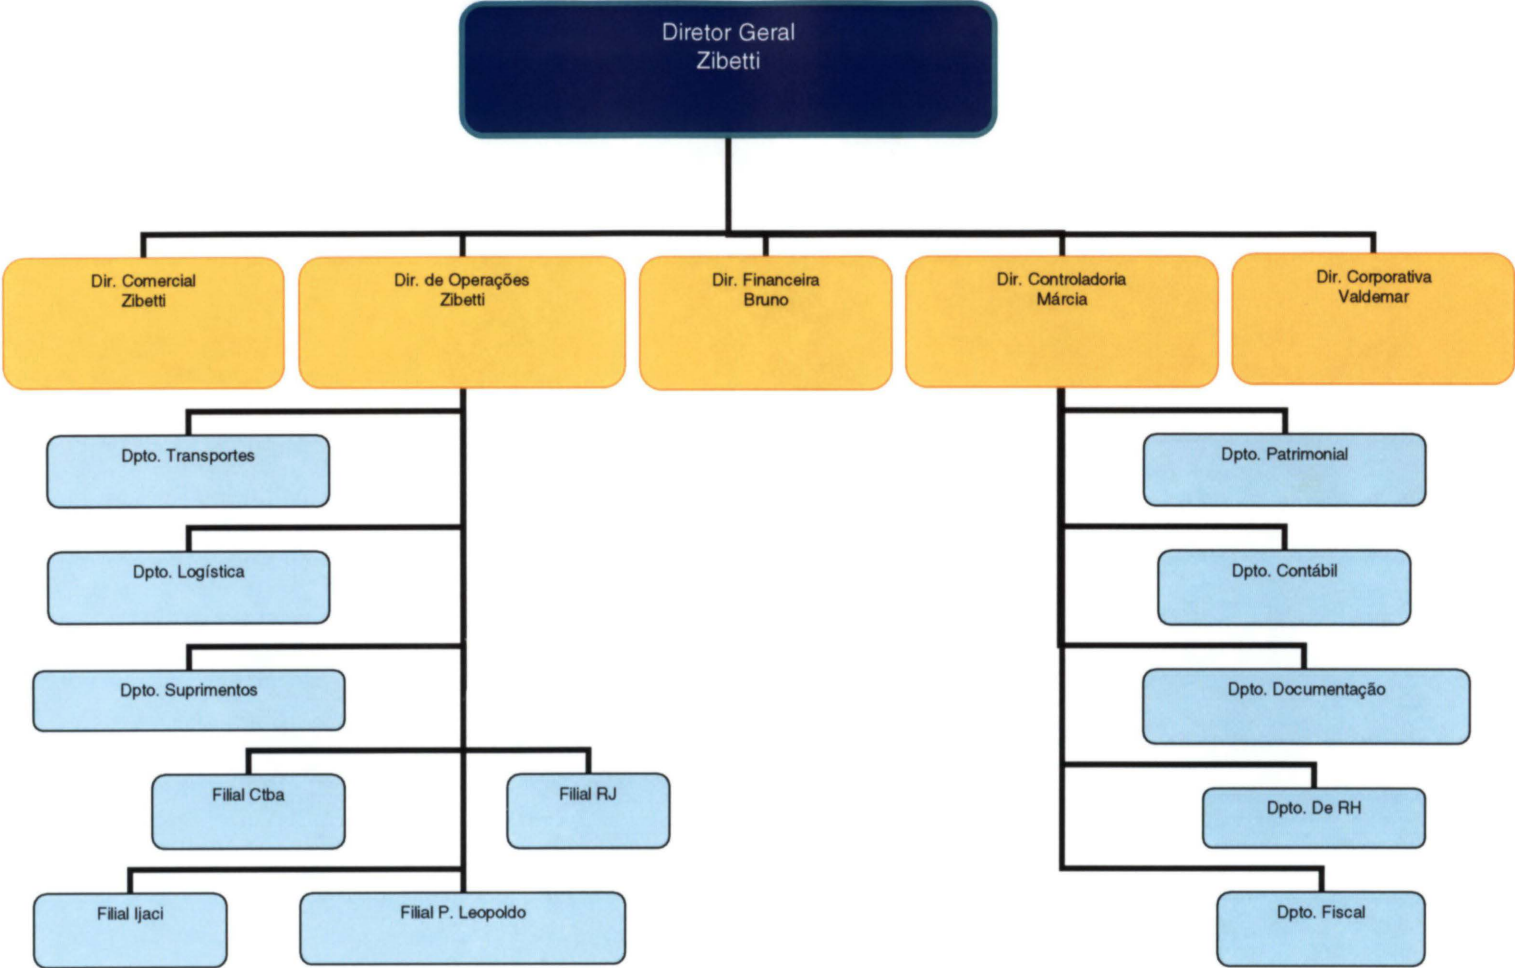 Diretor Geral
Zibetti
Dir. Comercial
Zibetti
Dir. de Operações
Zibetti
Dir. Financeira
Bruno
Dir. Controladoria
Márcia
Dir. Corporativa
Valdemar
Dpto. Transportes
Dpto. Patrimonial
Dpto. Logística
Dpto. Contábil
Dpto. Suprimentos
Dpto. Documentação
Filial Ctba
Filial RJ
Dpto. De RH
Filial Ijaci
Filial P. Leopoldo
Dpto. Fiscal